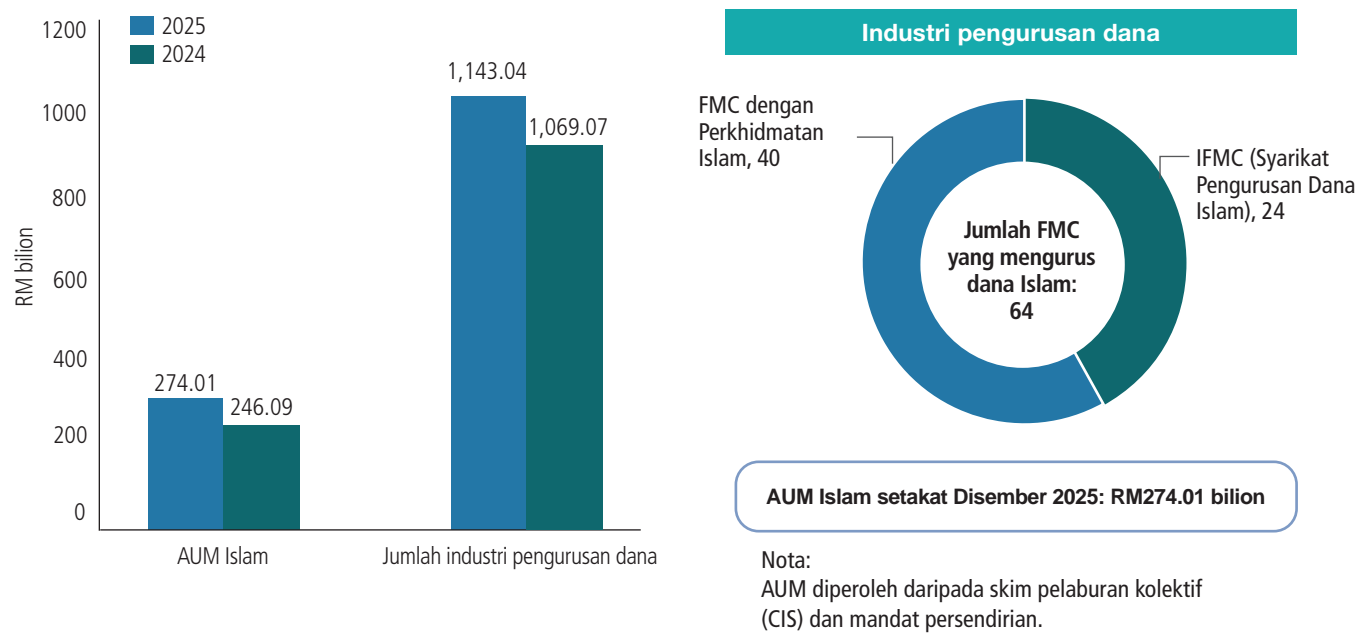 1200
1000
800
600
400
200
0
RM bilion
2025
2024
274.01
246.09
1,143.04
1,069.07
AUM Islam
Jumlah industri pengurusan dana
Industri pengurusan dana
FMC dengan
Perkhidmatan
Islam, 40
IFMC (Syarikat
Pengurusan Dana
Islam), 24
Jumlah FMC
yang mengurus
dana Islam:
64
AUM Islam setakat Disember 2025: RM274.01 bilion
Nota:
AUM diperoleh daripada skim pelaburan kolektif
(CIS) dan mandat persendirian.